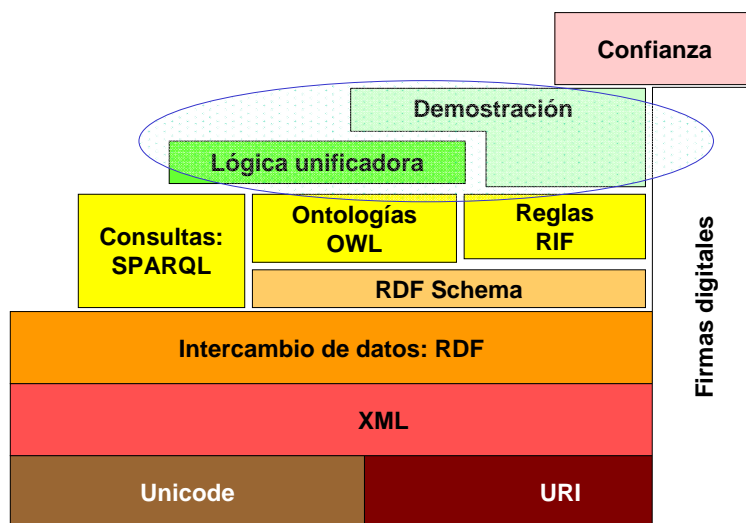 Confianza
Demostración
Lógica unificadora
Consultas:
SPARQL
Ontologías
OWL
Reglas
RIF
RDF Schema
Intercambio de datos: RDF
XML
Unicode
URI
Firmas digitales